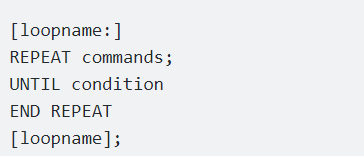 [loopname:]
REPEAT commands;
UNTIL condition
END REPEAT
[loopname];